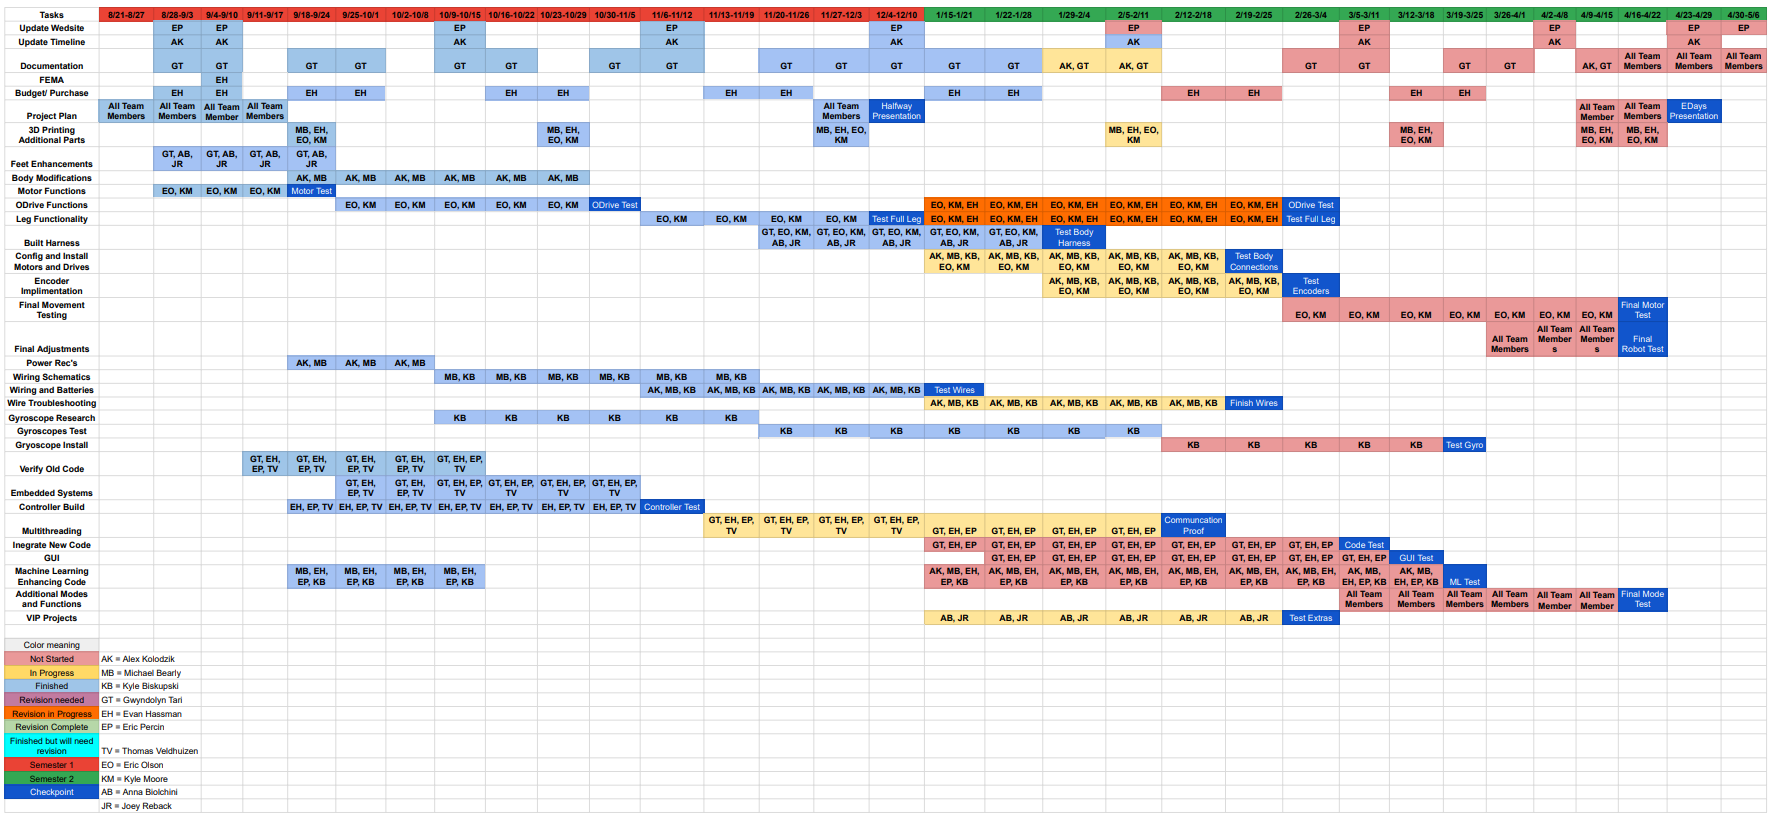 Tasks 8/21-8/27 8/28-9/3 9/4-9/10 9/11-9/17 9/18-9/24 9/25-10/1 10/2-10/8 10/9-10/15 10/16-10/22 10/23-10/29 10/30-11/5 11/6-11/12 11/13-11/19 11/20-11/26 11/27-12/3 12/4-12/10 1/15-1/21 1/22-1/28 1/29-2/4 2/5-2/11 2/12-2/18 2/19-2/25 2/26-3/4 3/5-3/11 3/12-3/18 3/19-3/25 3/26-4/1 4/2-4/8 4/9-4/15 4/16-4/22 4/23-4/29 4/30-5/6
Update Wedsite EP EP EP EP EP EP EP EP EP EP
Update Timeline AK AK AK AK AK AK AK AK AK
Documentation GT GT GT GT GT GT GT GT GT GT GT GT GT AK, GT AK, GT GT GT GT GT AK, GT All Team Members All Team Members All Team Members
FEMA EH
Budget/ Purchase EH EH EH EH EH EH EH EH EH EH EH EH EH EH
Project Plan All Team Members All Team Members All Team Member All Team Members All Team Members Halfway Presentation All Team Member All Team Members EDays Presentation
3D Printing Additional Parts MB, EH, EO, KM MB, EH, EO, KM MB, EH, EO, KM MB, EH, EO, KM MB, EH, EO, KM MB, EH, EO, KM MB, EH, EO, KM
Feet Enhancements GT, AB, JR GT, AB, JR GT, AB, JR GT, AB, JR
Body Modifications AK, MB AK, MB AK, MB AK, MB AK, MB AK, MB
Motor Functions EO, KM EO, KM EO, KM Motor Test
ODrive Functions EO, KM EO, KM EO, KM EO, KM EO, KM ODrive Test EO, KM, EH EO, KM, EH EO, KM, EH EO, KM, EH EO, KM, EH EO, KM, EH ODrive Test
Leg Functionality EO, KM EO, KM EO, KM EO, KM Test Full Leg EO, KM, EH EO, KM, EH EO, KM, EH EO, KM, EH EO, KM, EH EO, KM, EH Test Full Leg
Built Harness GT, EO, KM, AB, JR GT, EO, KM, AB, JR GT, EO, KM, AB, JR GT, EO, KM, AB, JR GT, EO, KM, AB, JR Test Body Harness
Config and Install Motors and Drives AK, MB, KB, EO, KM AK, MB, KB, EO, KM AK, MB, KB, EO, KM AK, MB, KB, EO, KM AK, MB, KB, EO, KM Test Body Connections
Encoder Implimentation AK, MB, KB, EO, KM AK, MB, KB, EO, KM AK, MB, KB, EO, KM AK, MB, KB, EO, KM Test Encoders
Final Movement Testing EO, KM EO, KM EO, KM EO, KM EO, KM EO, KM EO, KM Final Motor Test
Final Adjustments All Team Members All Team Member s All Team Member s Final Robot Test
Power Rec's AK, MB AK, MB AK, MB
Wiring Schematics MB, KB MB, KB MB, KB MB, KB MB, KB MB, KB
Wiring and Batteries AK, MB, KB AK, MB, KB AK, MB, KB AK, MB, KB AK, MB, KB Test Wires
Wire Troubleshooting AK, MB, KB AK, MB, KB AK, MB, KB AK, MB, KB AK, MB, KB Finish Wires
Gyroscope Research KB KB KB KB KB KB
Gyroscopes Test KB KB KB KB KB KB KB
Gryoscope Install KB KB KB KB KB Test Gyro
Verify Old Code GT, EH, EP, TV GT, EH, EP, TV GT, EH, EP, TV GT, EH, EP, TV GT, EH, EP, TV
Embedded Systems GT, EH, EP, TV GT, EH, EP, TV GT, EH, EP, TV GT, EH, EP, TV GT, EH, EP, TV GT, EH, EP, TV
Controller Build EH, EP, TV EH, EP, TV EH, EP, TV EH, EP, TV EH, EP, TV EH, EP, TV EH, EP, TV Controller Test
Multithreading GT, EH, EP, TV GT, EH, EP, TV GT, EH, EP, TV GT, EH, EP, TV GT, EH, EP GT, EH, EP GT, EH, EP GT, EH, EP Communcation Proof
Inegrate New Code GT, EH, EP GT, EH, EP GT, EH, EP GT, EH, EP GT, EH, EP GT, EH, EP GT, EH, EP Code Test
GUI GT, EH, EP GT, EH, EP GT, EH, EP GT, EH, EP GT, EH, EP GT, EH, EP GT, EH, EP GUI Test
Machine Learning Enhancing Code MB, EH, EP, KB MB, EH, EP, KB MB, EH, EP, KB MB, EH, EP, KB AK, MB, EH, EP, KB AK, MB, EH, EP, KB AK, MB, EH, EP, KB AK, MB, EH, EP, KB AK, MB, EH, EP, KB AK, MB, EH, EP, KB AK, MB, EH, EP, KB AK, MB, EH, EP, KB AK, MB, EH, EP, KB ML Test
Additional Modes and Functions All Team Members All Team Members All Team Members All Team Members All Team Member All Team Member Final Mode Test
VIP Projects AB, JR AB, JR AB, JR AB, JR AB, JR AB, JR Test Extras
Color meaning
Not Started AK = Alex Kolodzik
In Progress MB = Michael Bearly
Finished KB = Kyle Biskupski
Revision needed GT = Gwyndolyn Tari
Revision in Progress EH = Evan Hassman
Revision Complete EP = Eric Percin
Finished but will need revision TV = Thomas Veldhuizen
Semester 1 EO = Eric Olson
Semester 2 KM = Kyle Moore
Checkpoint AB = Anna Biolchini
JR = Joey Reback